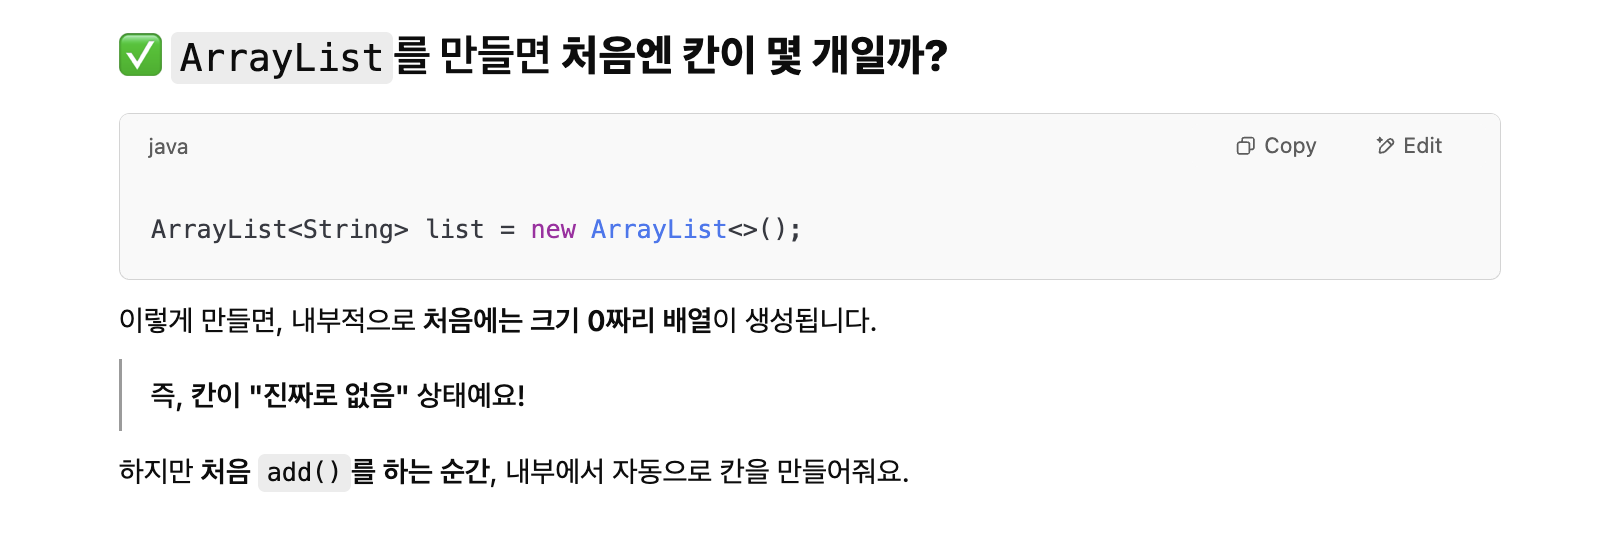 ✅ ArrayList를 만들면 처음엔 칸이 몇 개일까?
java
Copy
Edit
ArrayList<String> list = new ArrayList<>();
이렇게 만들면, 내부적으로 처음에는 크기 0짜리 배열이 생성됩니다.
즉, 칸이 "진짜로 없음" 상태예요!
하지만 처음 add()를 하는 순간, 내부에서 자동으로 칸을 만들어줘요.